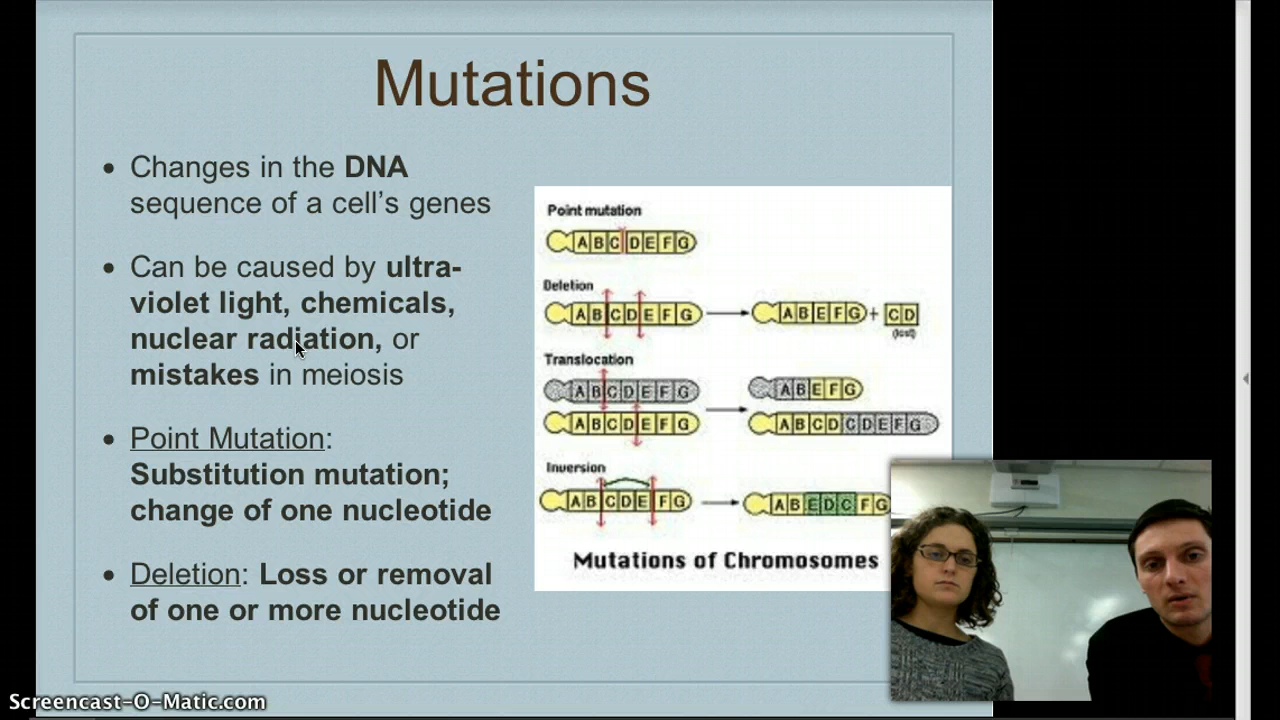 Mutations
• Changes in the DNA
sequence of a cell's genes
• Can be caused by ultra-
violet light, chemicals,
nuclear radiation, or
mistakes in meiosis
• Point Mutation:
Substitution mutation;
change of one nucleotide
• Deletion: Loss or removal
of one or more nucleotide
Point mutation
A B C D E F G
Deletion
A B C D E F G
A B E F G + C D
(lost)
Translocation
A B C D E F G
A B E F G
A B C D E F G
A B C D C D E F G
Inversion
A B C D E F G
A B E D C F G
Mutations of Chromosomes
Screencast-O-Matic.com